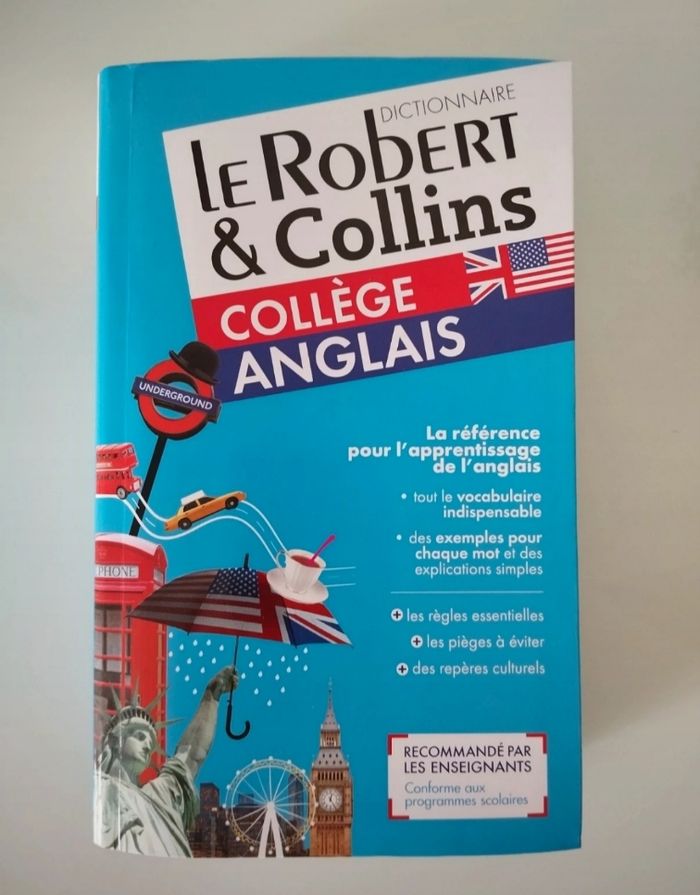 DICTIONNAIRE
LE ROBERT
& Collins
COLLÈGE
ANGLAIS
UNDERGROUND
La référence
pour l'apprentissage
de l'anglais
• tout le vocabulaire
indispensable
• des exemples pour
chaque mot et des
explications simples
PHONE
+ les règles essentielles
+ les pièges à éviter
+ des repères culturels
RECOMMANDÉ PAR
LES ENSEIGNANTS
Conforme aux
programmes scolaires